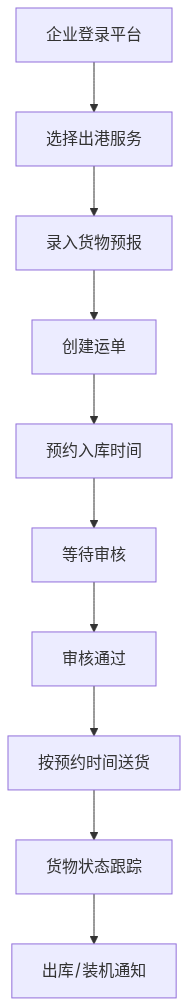 企业登录平台
选择出港服务
录入货物预报
创建运单
预约入库时间
等待审核
审核通过
按预约时间送货
货物状态跟踪
出库/装机通知